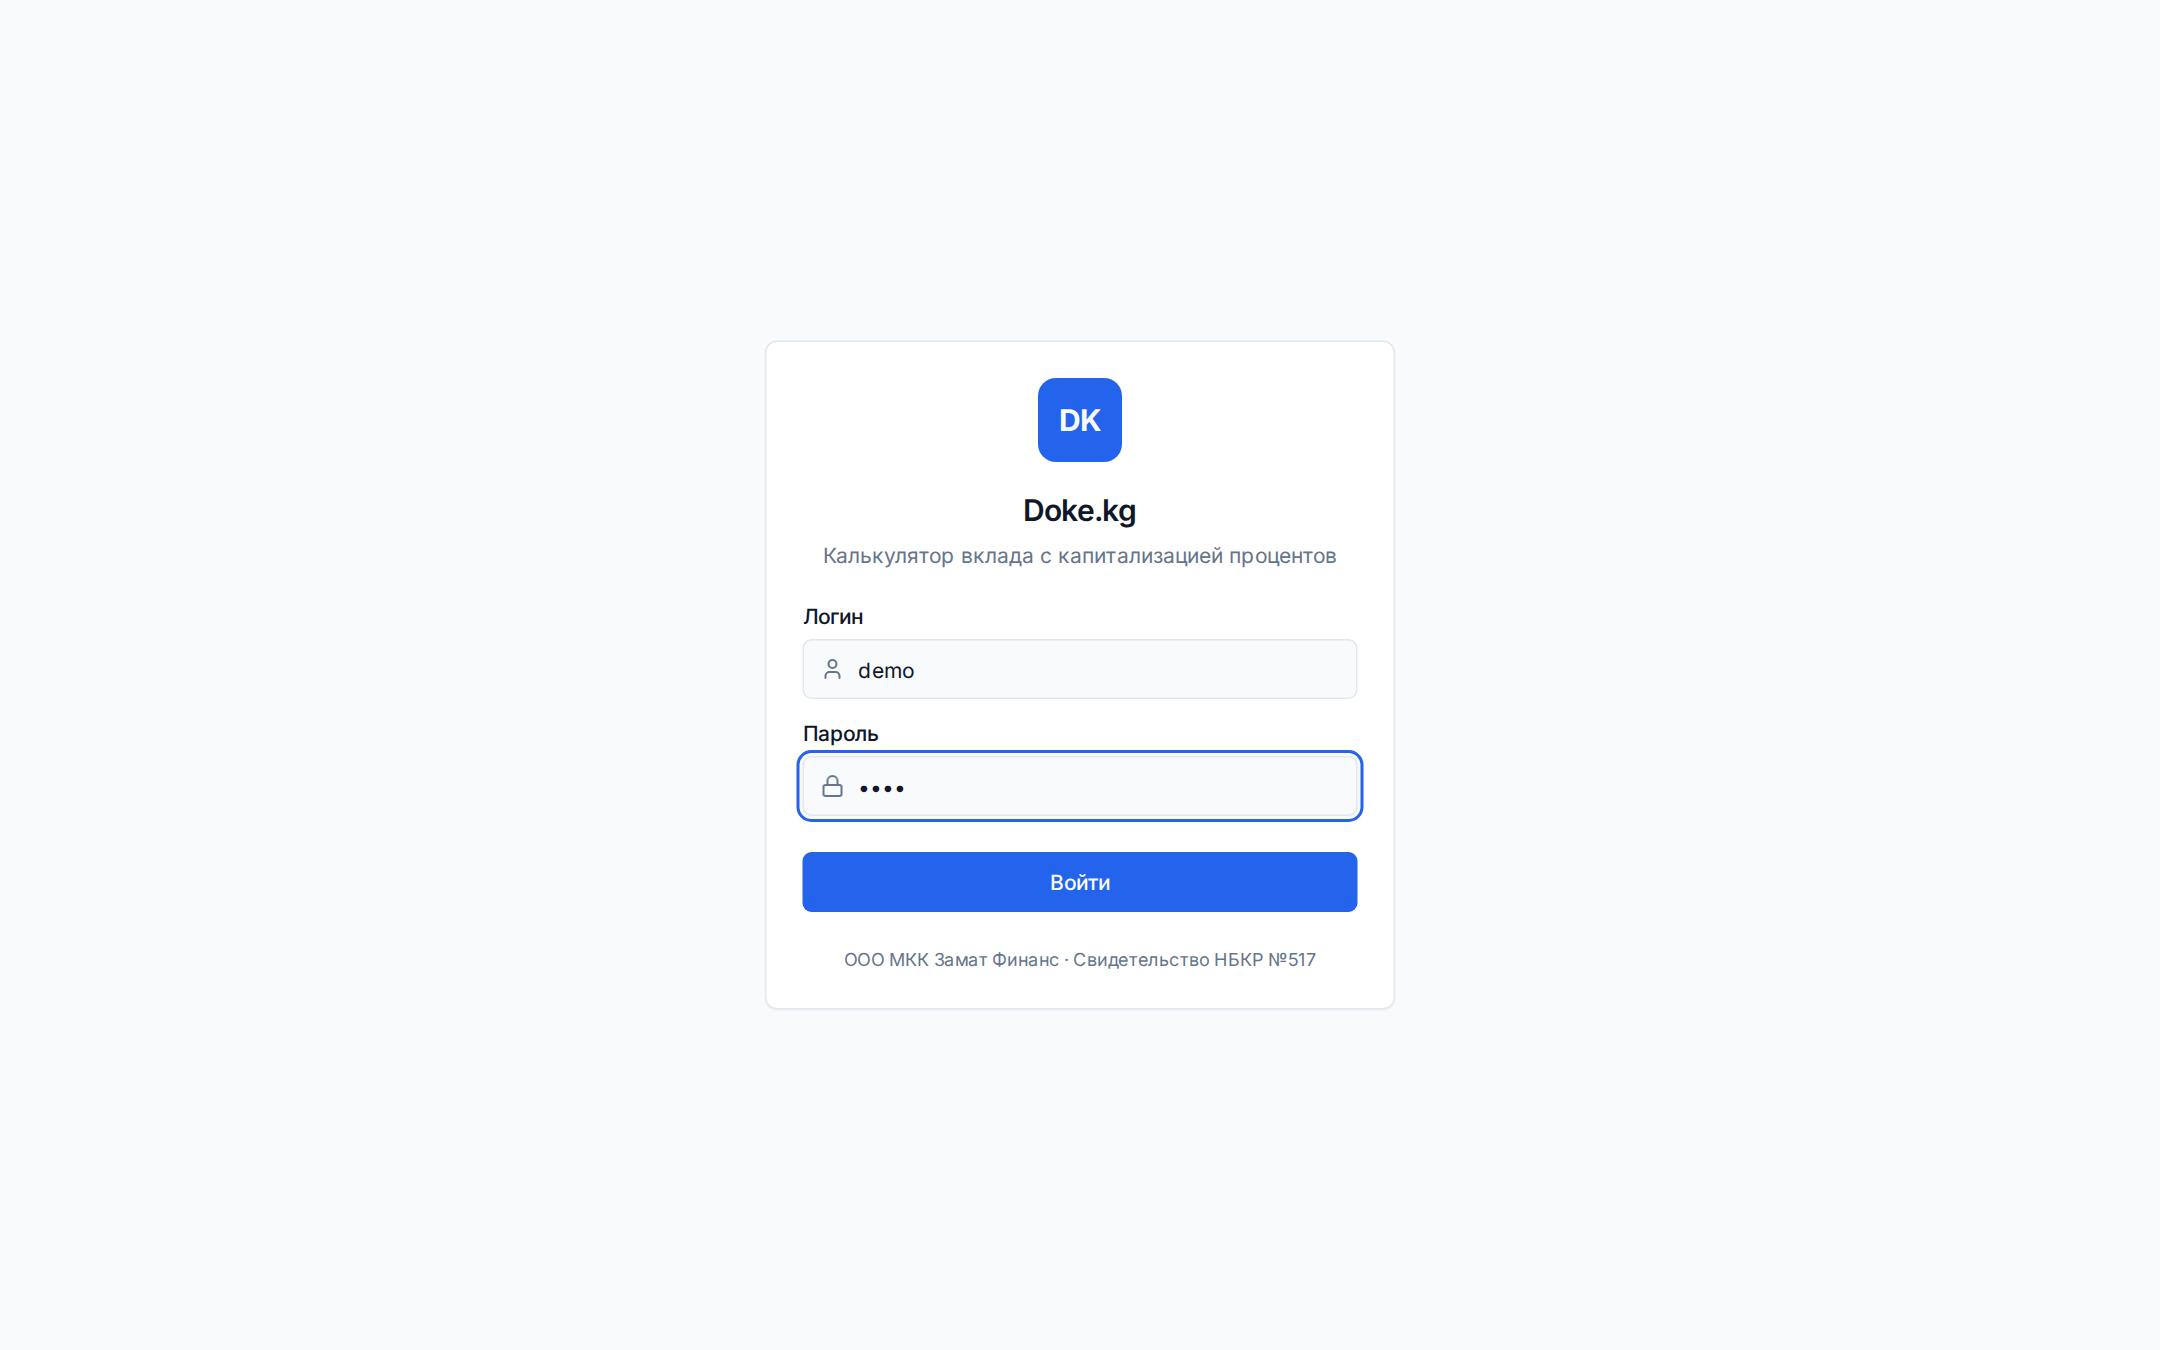 DK
Doke.kg
Калькулятор вклада с капитализацией процентов
Логин
demo
Пароль
••••
Войти
ООО МКК Замат Финанс · Свидетельство НБКР №517